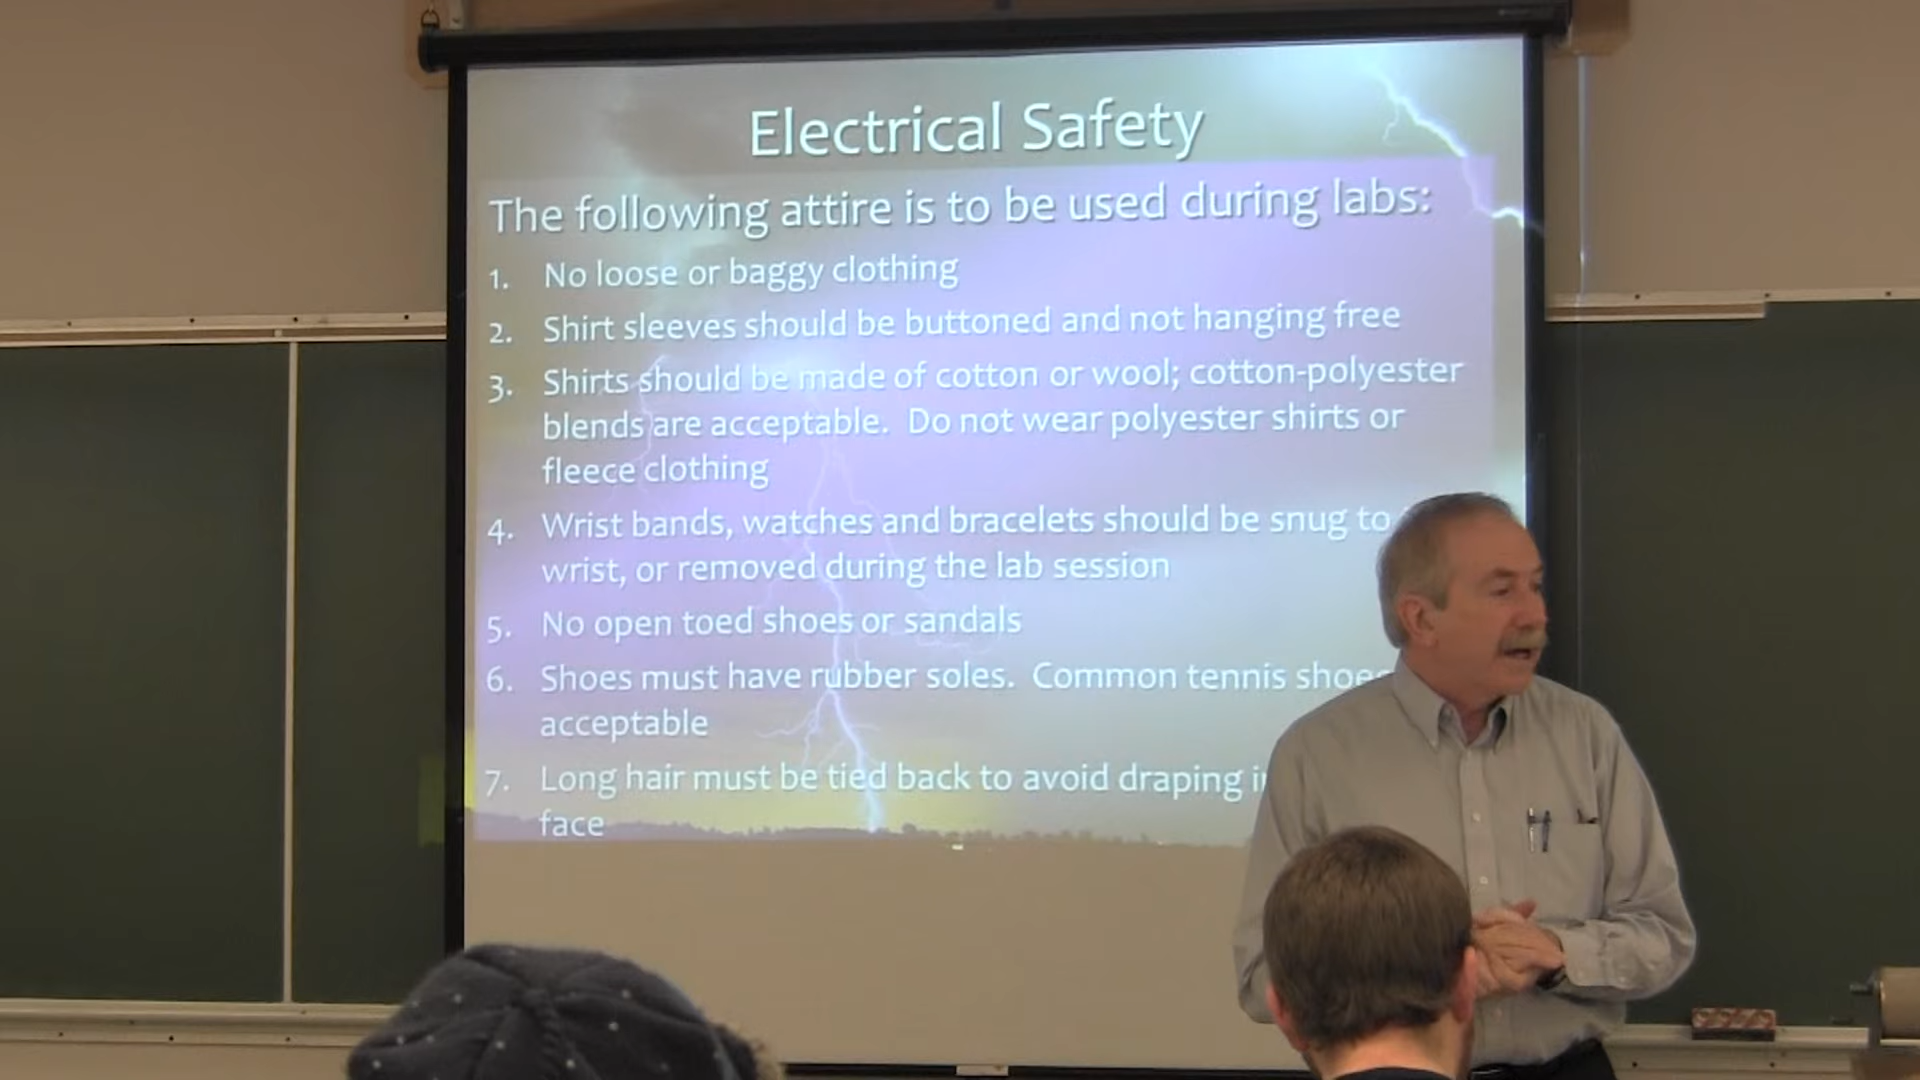 Electrical Safety
The following attire is to be used during labs:
1. No loose or baggy clothing
2. Shirt sleeves should be buttoned and not hanging free
3. Shirts should be made of cotton or wool; cotton-polyester
blends are acceptable. Do not wear polyester shirts or
fleece clothing
4. Wrist bands, watches and bracelets should be snug to
wrist, or removed during the lab session
5. No open toed shoes or sandals
6. Shoes must have rubber soles. Common tennis shoes
acceptable
7. Long hair must be tied back to avoid draping
face